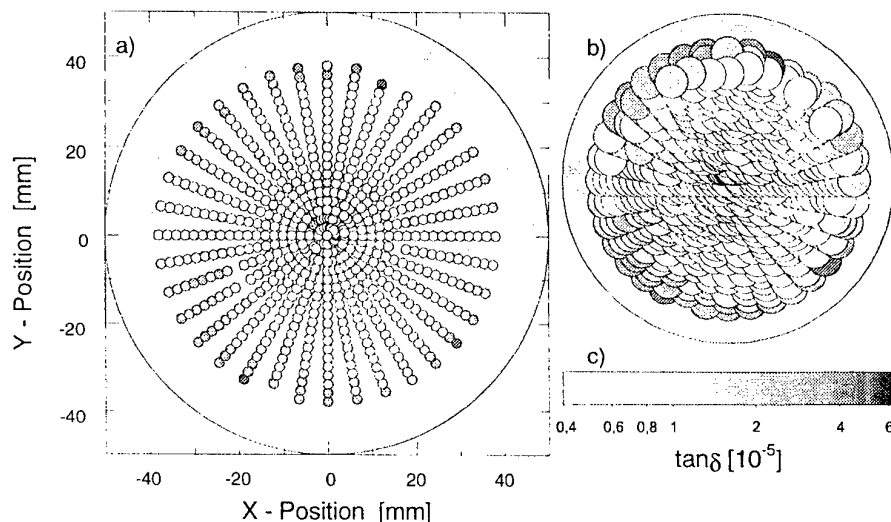 a)
b)
40
20
0
-20
-40
Y - Position [mm]
-40
-20
0
20
40
X - Position [mm]
c)
0,4 0,6 0,8 1 2 4 6
tanδ [10⁻⁵]